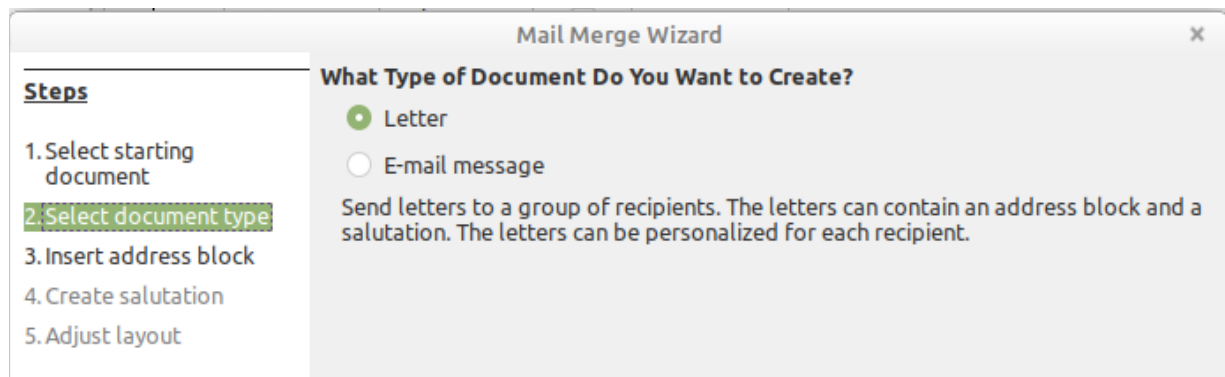 Mail Merge Wizard
Steps
1. Select starting
document
2. Select document type
3. Insert address block
4. Create salutation
5. Adjust layout
What Type of Document Do You Want to Create?
Letter
E-mail message
Send letters to a group of recipients. The letters can contain an address block and a
salutation. The letters can be personalized for each recipient.